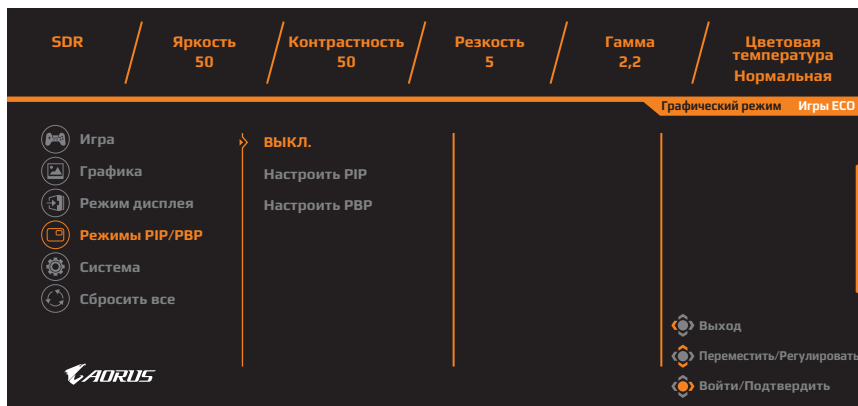 SDR
Яркость
50
Контрастность
50
Резкость
5
Гамма
2,2
Цветовая
температура
Нормальная
Графический режим Игры ECO
Игра
Графика
Режим дисплея
Режимы PIP/PBP
Система
Сбросить все
ВЫКЛ.
Настроить PIP
Настроить PBP
Выход
Переместить/Регулировать
Войти/Подтвердить
AORUS